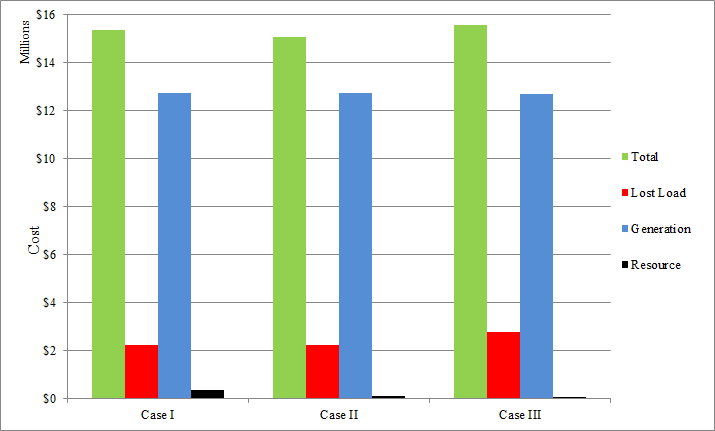 Millions
Cost
$16
$14
$12
$10
$8
$6
$4
$2
$0
Case I
Case II
Case III
Total
Lost Load
Generation
Resource